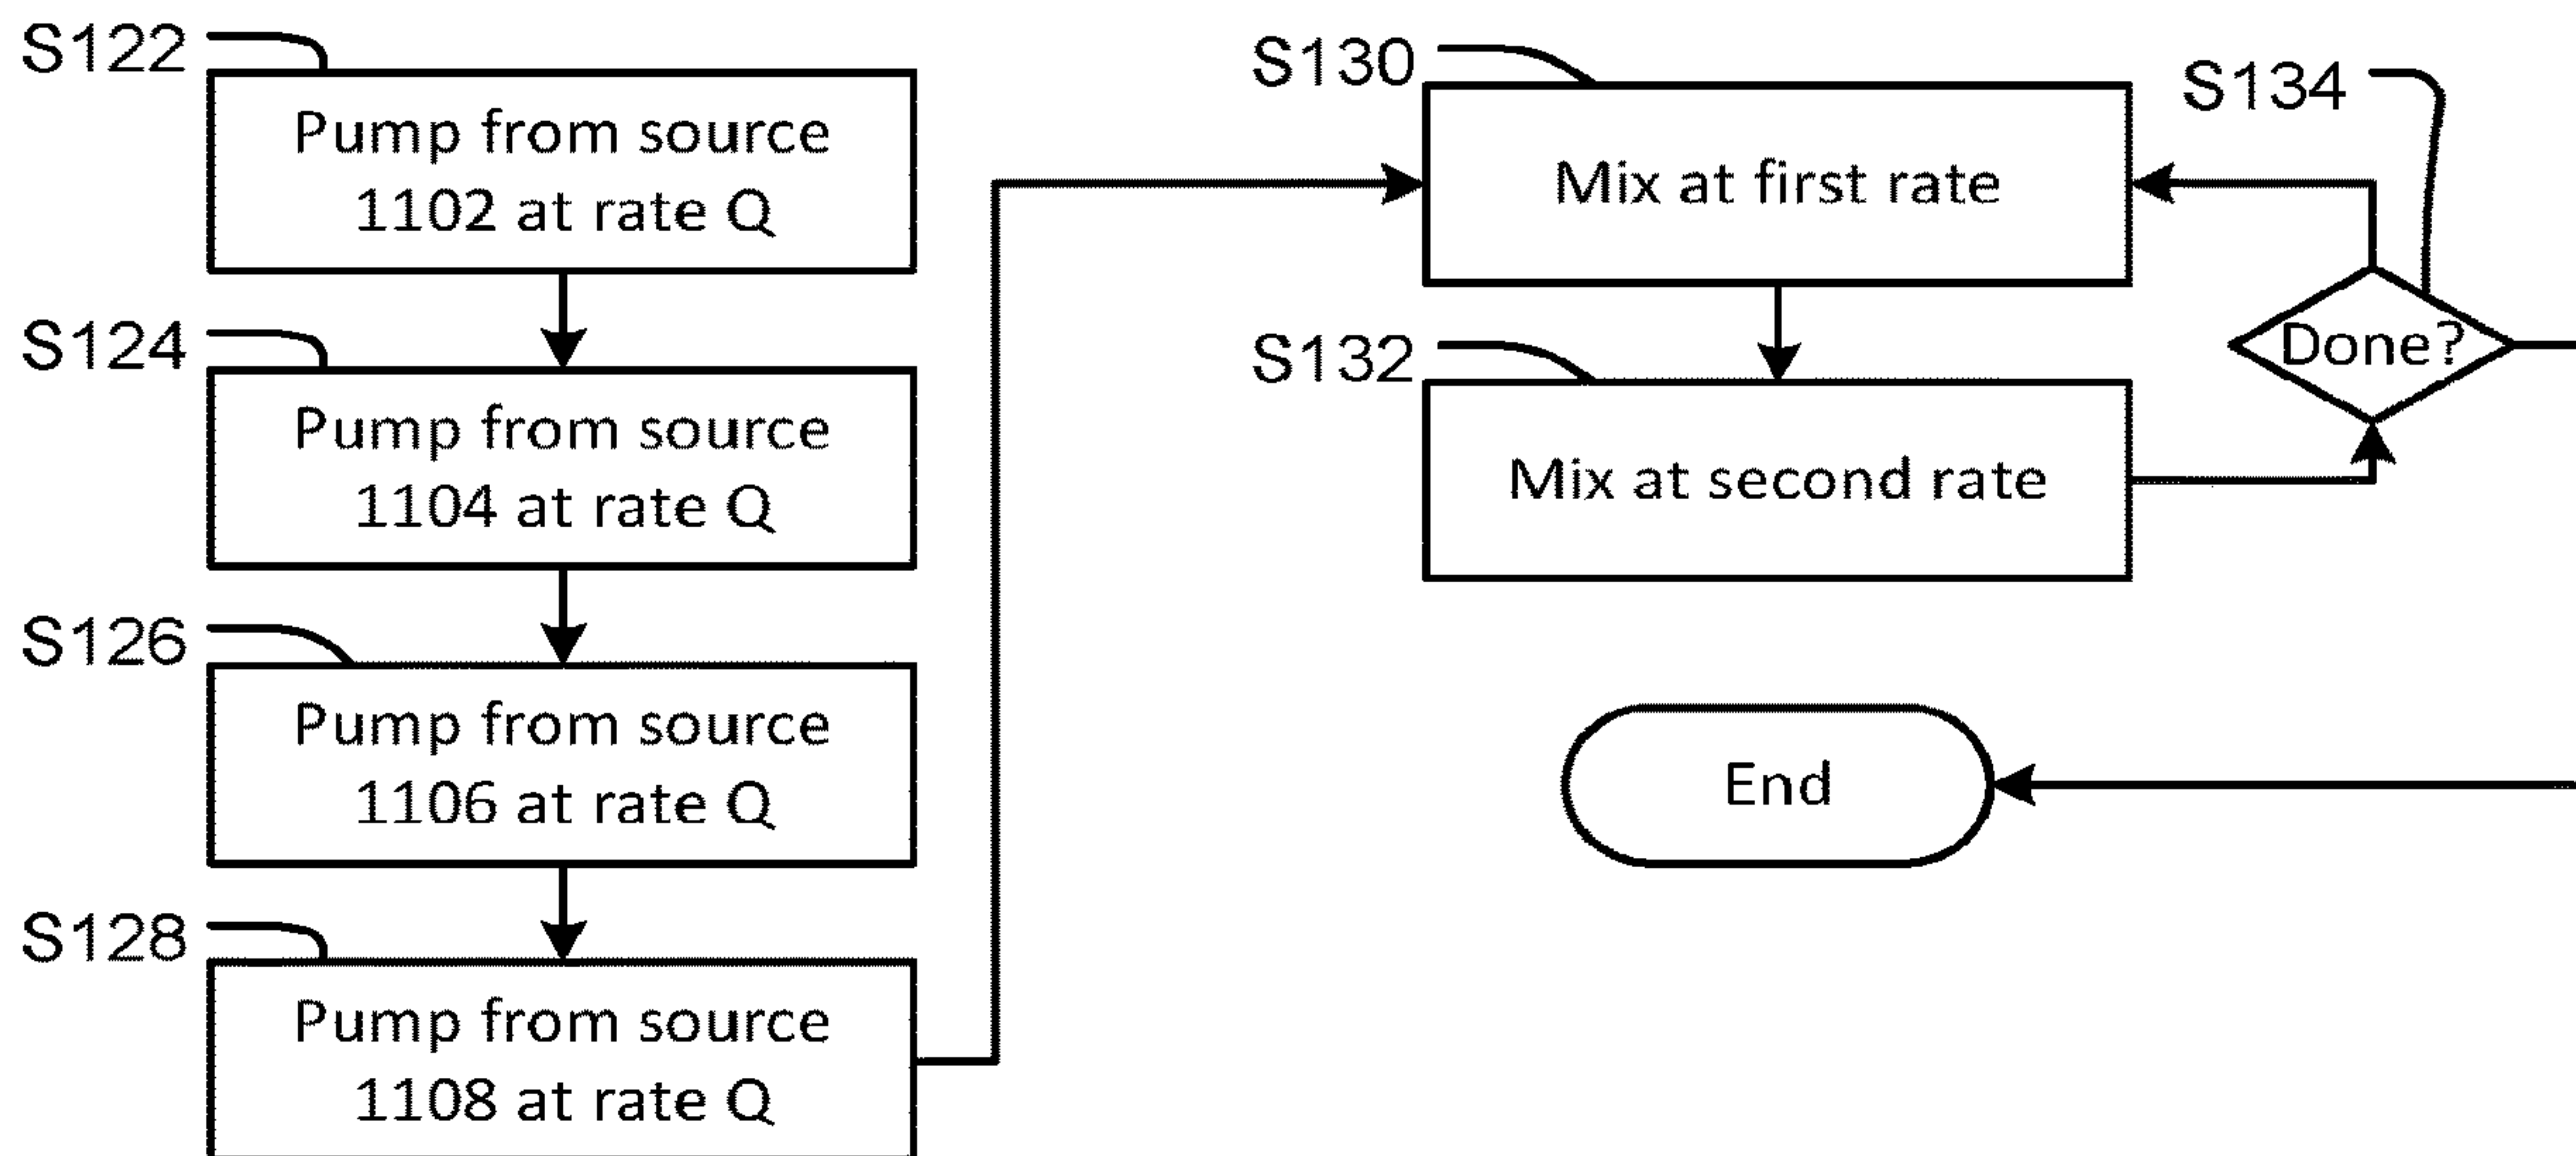 S122
Pump from source
1102 at rate Q
S124
Pump from source
1104 at rate Q
S126
Pump from source
1106 at rate Q
S128
Pump from source
1108 at rate Q
S130
Mix at first rate
S132
Mix at second rate
S134
Done?
End